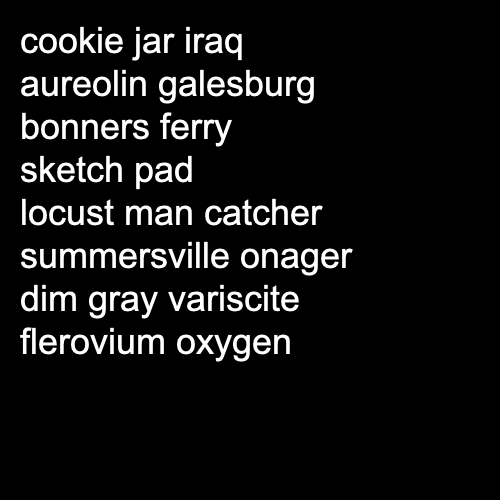 cookie jar iraq
aureolin galesburg
bonners ferry
sketch pad
locust man catcher
summersville onager
dim gray variscite
flerovium oxygen